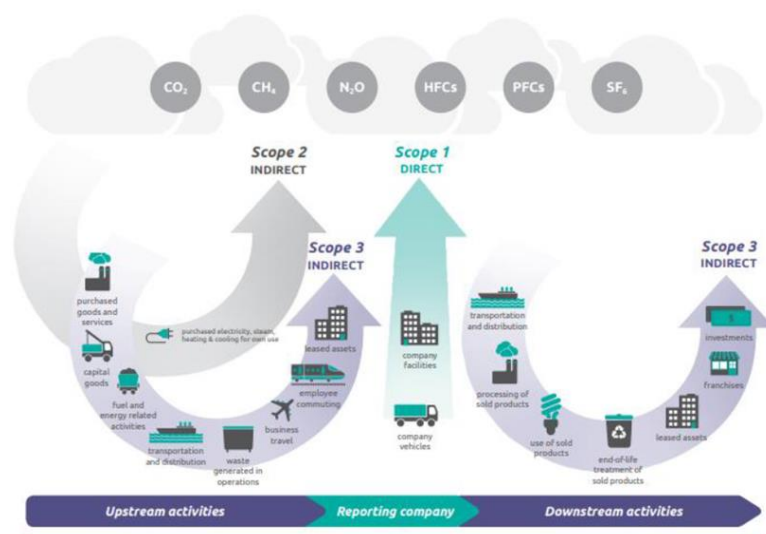 CO₂
CH₄
N₂O
HFCs
PFCs
SF₆
Scope 2
INDIRECT
Scope 1
DIRECT
Scope 3
INDIRECT
Scope 3
INDIRECT
purchased
goods and
services
capital
goods
fuel and
energy related
activities
transportation
and distribution
waste
generated in
operations
business
travel
employee
commuting
leased assets
purchased electricity, steam,
heating & cooling for own use
company
facilities
company
vehicles
transportation
and distribution
processing of
sold products
use of sold
products
end-of-life
treatment of
sold products
leased assets
franchises
$
investments
Upstream activities
Reporting company
Downstream activities